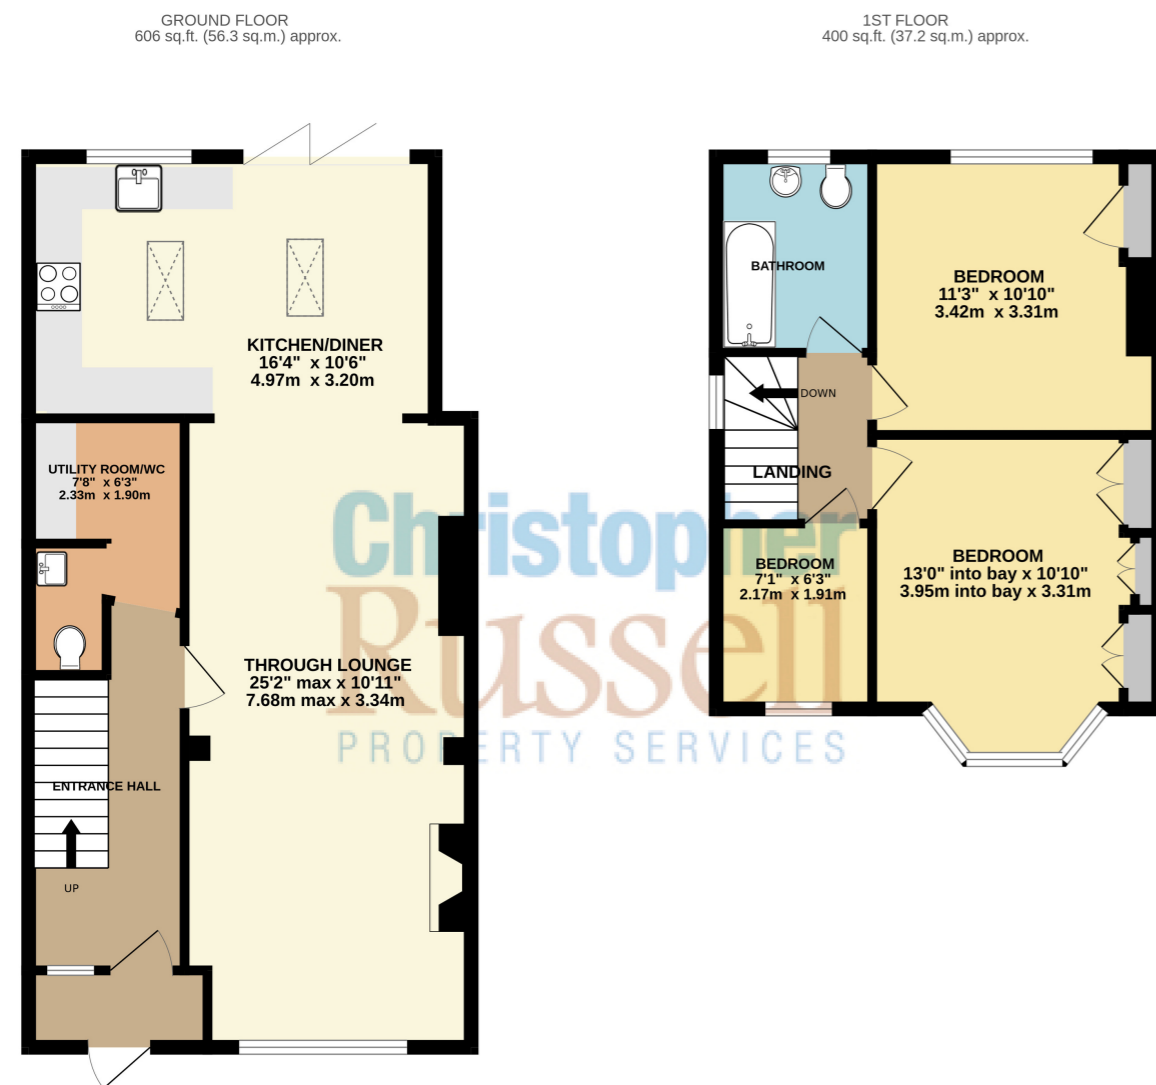 GROUND FLOOR
606 sq.ft. (56.3 sq.m.) approx.
1ST FLOOR
400 sq.ft. (37.2 sq.m.) approx.
KITCHEN/DINER
16'4" x 10'6"
4.97m x 3.20m
UTILITY ROOM/WC
7'8" x 6'3"
2.33m x 1.90m
THROUGH LOUNGE
25'2" max x 10'11"
7.68m max x 3.34m
ENTRANCE HALL
UP
BATHROOM
BEDROOM
11'3" x 10'10"
3.42m x 3.31m
DOWN
LANDING
BEDROOM
7'1" x 6'3"
2.17m x 1.91m
BEDROOM
13'0" into bay x 10'10"
3.95m into bay x 3.31m
Christopher
Russell
PROPERTY SERVICES